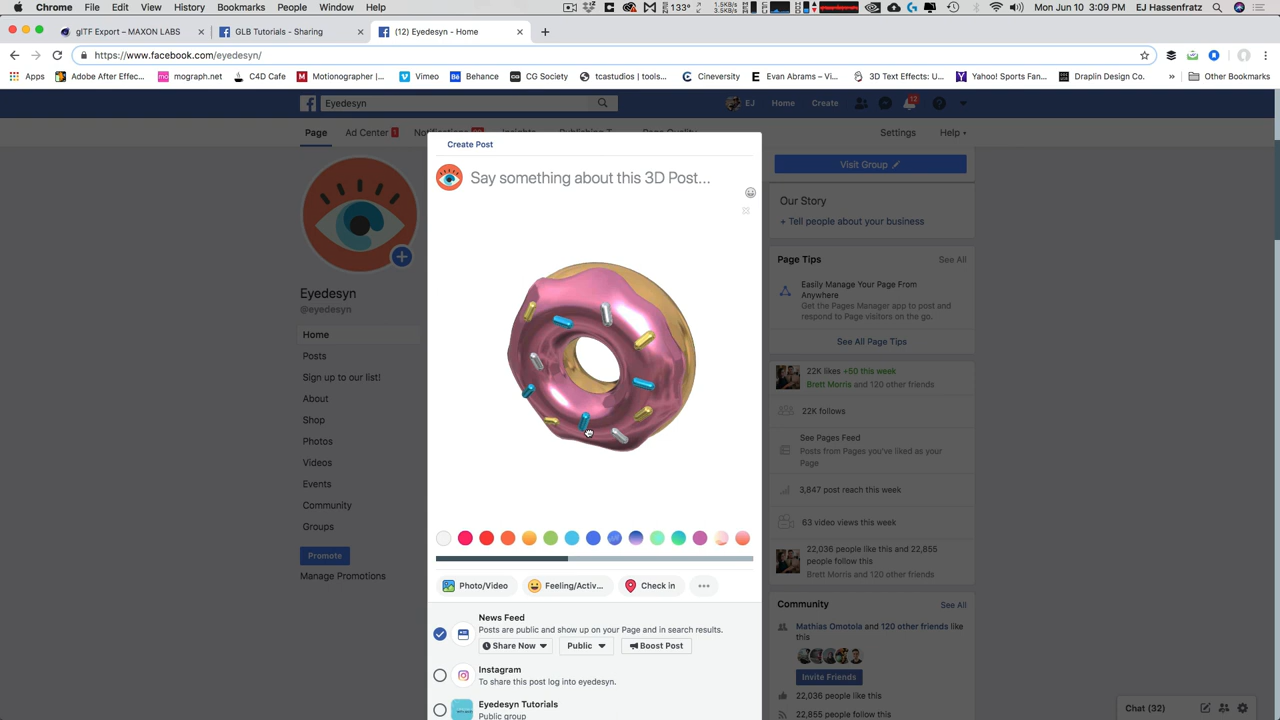 Chrome File Edit View History Bookmarks People Window Help
133° 1.5KB/s 3.5KB/s Mon Jun 10 EJ Hassenfratz
glTF Export – MAXON LABS GLB Tutorials - Sharing (12) Eyedesyn - Home
https://www.facebook.com/eyedesyn/
Apps Adobe After Effec... mograph.net C4D Cafe Motionographer |... Vimeo Behance CG Society tcastudios | tools... Cineversity Evan Abrams – Vi... 3D Text Effects: U... Yahoo! Sports Fan... Draplin Design Co. » Other Bookmarks
Eyedesyn EJ Home Create 12
Page Ad Center 1 Notifications Insights Publishing T... Page Quality Settings Help
Create Post
Say something about this 3D Post...
Eyedesyn
@eyedesyn
Home
Posts
Sign up to our list!
About
Shop
Photos
Videos
Events
Community
Groups
Promote
Manage Promotions
Photo/Video Feeling/Activ... Check in
News Feed
Posts are public and show up on your Page and in search results.
Share Now Public Boost Post
Instagram
To share this post log into eyedesyn.
Eyedesyn Tutorials
Public group
Visit Group
Our Story
+ Tell people about your business
Page Tips See All
Easily Manage Your Page From
Anywhere
Get the Pages Manager app to post and
respond to Page visitors on the go.
See All Page Tips
22K likes +50 this week
Brett Morris and 120 other friends
22K follows
See Pages Feed
Posts from Pages you've liked as your
Page
3,847 post reach this week
63 video views this week
22,036 people like this and 22,855
people follow this
Brett Morris and 120 other friends
Community See All
Mathias Omotola and 120 other friends like
this
Invite Friends
22,036 people like this
22,855 people follow this
Chat (32)